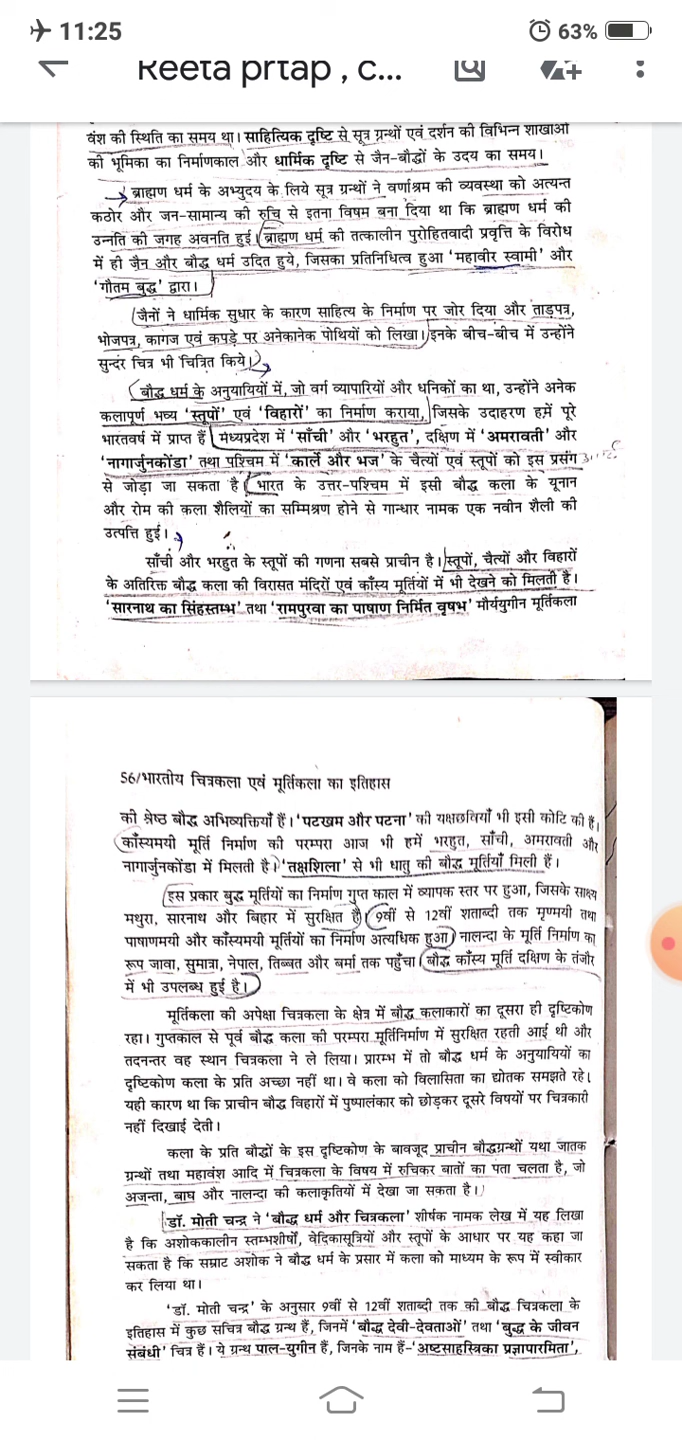 11:25
63%
Reeta prtap , c...
वंश की स्थिति का समय था। साहित्यिक दृष्टि से सूत्र ग्रन्थों एवं दर्शन की विभिन्न शाखाओं
की भूमिका का निर्माणकाल और धार्मिक दृष्टि से जैन-बौद्धों के उदय का समय।
ब्राह्मण धर्म के अभ्युदय के लिये सूत्र ग्रन्थों ने वर्णाश्रम की व्यवस्था को अत्यन्त
कठोर और जन-सामान्य की रुचि से इतना विषम बना दिया था कि ब्राह्मण धर्म की
उन्नति की जगह अवनति हुई। ब्राह्मण धर्म की तत्कालीन पुरोहितवादी प्रवृत्ति के विरोध
में ही जैन और बौद्ध धर्म उदित हुये, जिसका प्रतिनिधित्व हुआ 'महावीर स्वामी' और
'गौतम बुद्ध' द्वारा।
जैनों ने धार्मिक सुधार के कारण साहित्य के निर्माण पर जोर दिया और ताड़पत्र,
भोजपत्र, कागज एवं कपड़े पर अनेकानेक पोथियों को लिखा। इनके बीच-बीच में उन्होंने
सुन्दर चित्र भी चित्रित किये।
बौद्ध धर्म के अनुयायियों में, जो वर्ग व्यापारियों और धनिकों का था, उन्होंने अनेक
कलापूर्ण भव्य 'स्तूपों' एवं 'विहारों' का निर्माण कराया, जिसके उदाहरण हमें पूरे
भारतवर्ष में प्राप्त हैं। मध्यप्रदेश में 'साँची' और 'भरहुत', दक्षिण में 'अमरावती' और
'नागार्जुनकोंडा' तथा पश्चिम में 'कार्ले और भज' के चैत्यों एवं स्तूपों को इस प्रसंग
से जोड़ा जा सकता है। भारत के उत्तर-पश्चिम में इसी बौद्ध कला के यूनान
और रोम की कला शैलियों का सम्मिश्रण होने से गान्धार नामक एक नवीन शैली की
उत्पत्ति हुई।
साँची और भरहुत के स्तूपों की गणना सबसे प्राचीन है। स्तूपों, चैत्यों और विहारों
के अतिरिक्त बौद्ध कला की विरासत मंदिरों एवं काँस्य मूर्तियों में भी देखने को मिलती है।
'सारनाथ का सिंहस्तम्भ' तथा 'रामपुरवा का पाषाण निर्मित वृषभ' मौर्ययुगीन मूर्तिकला
56/भारतीय चित्रकला एवं मूर्तिकला का इतिहास
की श्रेष्ठ बौद्ध अभिव्यक्तियाँ हैं। 'पटखम और पटना' की यक्षछवियाँ भी इसी कोटि की हैं।
काँस्यमयी मूर्ति निर्माण की परम्परा आज भी हमें भरहुत, साँची, अमरावती और
नागार्जुनकोंडा में मिलती है। 'तक्षशिला' से भी धातु की बौद्ध मूर्तियाँ मिली हैं।
इस प्रकार बुद्ध मूर्तियों का निर्माण गुप्त काल में व्यापक स्तर पर हुआ, जिसके साक्ष्य
मथुरा, सारनाथ और बिहार में सुरक्षित हैं। 9वीं से 12वीं शताब्दी तक मृण्मयी तथा
पाषाणमयी और काँस्यमयी मूर्तियों का निर्माण अत्यधिक हुआ। नालन्दा के मूर्ति निर्माण का
रूप जावा, सुमात्रा, नेपाल, तिब्बत और बर्मा तक पहुँचा। बौद्ध काँस्य मूर्ति दक्षिण के तंजौर
में भी उपलब्ध हुई है।
मूर्तिकला की अपेक्षा चित्रकला के क्षेत्र में बौद्ध कलाकारों का दूसरा ही दृष्टिकोण
रहा। गुप्तकाल से पूर्व बौद्ध कला की परम्परा मूर्तिनिर्माण में सुरक्षित रहती आई थी और
तदनन्तर वह स्थान चित्रकला ने ले लिया। प्रारम्भ में तो बौद्ध धर्म के अनुयायियों का
दृष्टिकोण कला के प्रति अच्छा नहीं था। वे कला को विलासिता का द्योतक समझते रहे।
यही कारण था कि प्राचीन बौद्ध विहारों में पुष्पालंकार को छोड़कर दूसरे विषयों पर चित्रकारी
नहीं दिखाई देती।
कला के प्रति बौद्धों के इस दृष्टिकोण के बावजूद प्राचीन बौद्धग्रन्थों यथा जातक
ग्रन्थों तथा महावंश आदि में चित्रकला के विषय में रुचिकर बातों का पता चलता है, जो
अजन्ता, बाघ और नालन्दा की कलाकृतियों में देखा जा सकता है।
डॉ. मोती चन्द्र ने 'बौद्ध धर्म और चित्रकला' शीर्षक नामक लेख में यह लिखा
है कि अशोककालीन स्तम्भशीर्षों, वेदिकासूत्रियों और स्तूपों के आधार पर यह कहा जा
सकता है कि सम्राट अशोक ने बौद्ध धर्म के प्रसार में कला को माध्यम के रूप में स्वीकार
कर लिया था।
'डॉ. मोती चन्द्र' के अनुसार 9वीं से 12वीं शताब्दी तक की बौद्ध चित्रकला के
इतिहास में कुछ सचित्र बौद्ध ग्रन्थ हैं, जिनमें 'बौद्ध देवी-देवताओं' तथा 'बुद्ध के जीवन
संबंधी' चित्र हैं। ये ग्रन्थ पाल-युगीन हैं, जिनके नाम हैं-'अष्टसाहस्त्रिका प्रज्ञापारमिता',